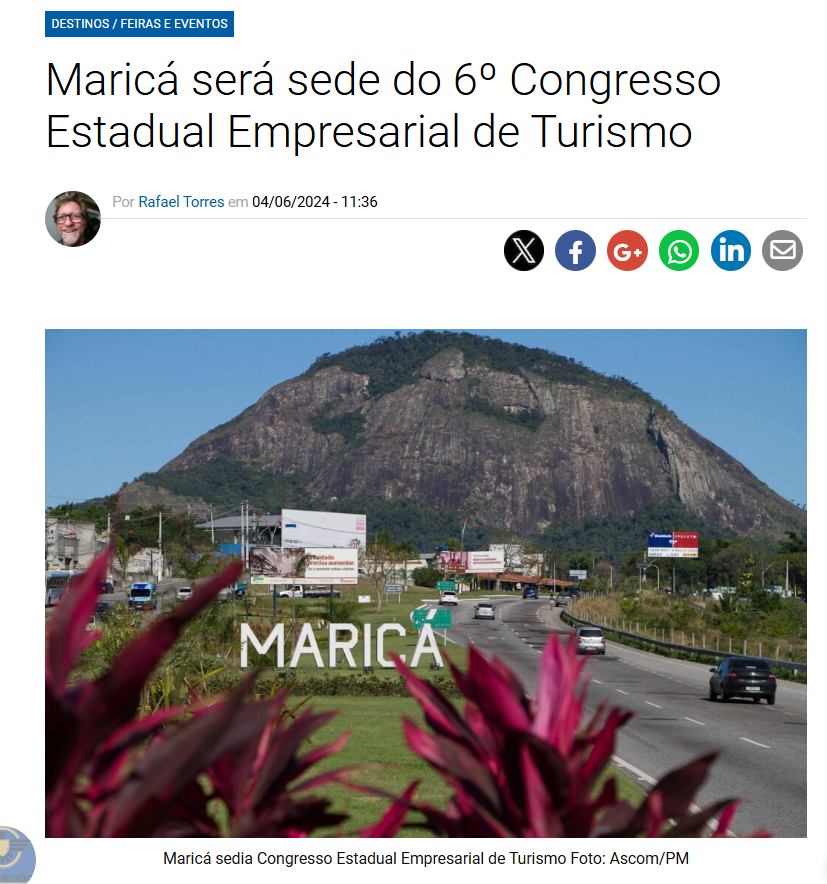 DESTINOS / FEIRAS E EVENTOS
Maricá será sede do 6º Congresso
Estadual Empresarial de Turismo
Por Rafael Torres em 04/06/2024 - 11:36
G+
in
MARICÁ
Maricá sedia Congresso Estadual Empresarial de Turismo Foto: Ascom/PM